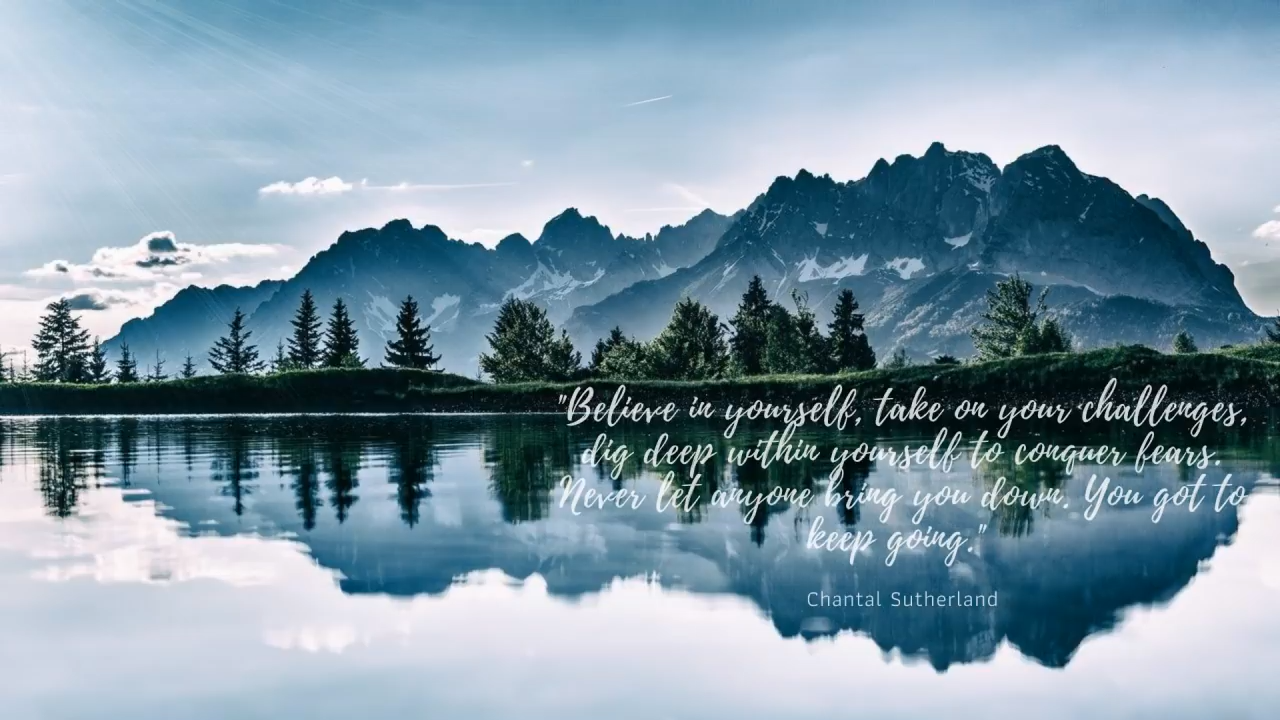 "Believe in yourself, take on your challenges,
dig deep within yourself to conquer fears.
Never let anyone bring you down. You got to
keep going."
Chantal Sutherland